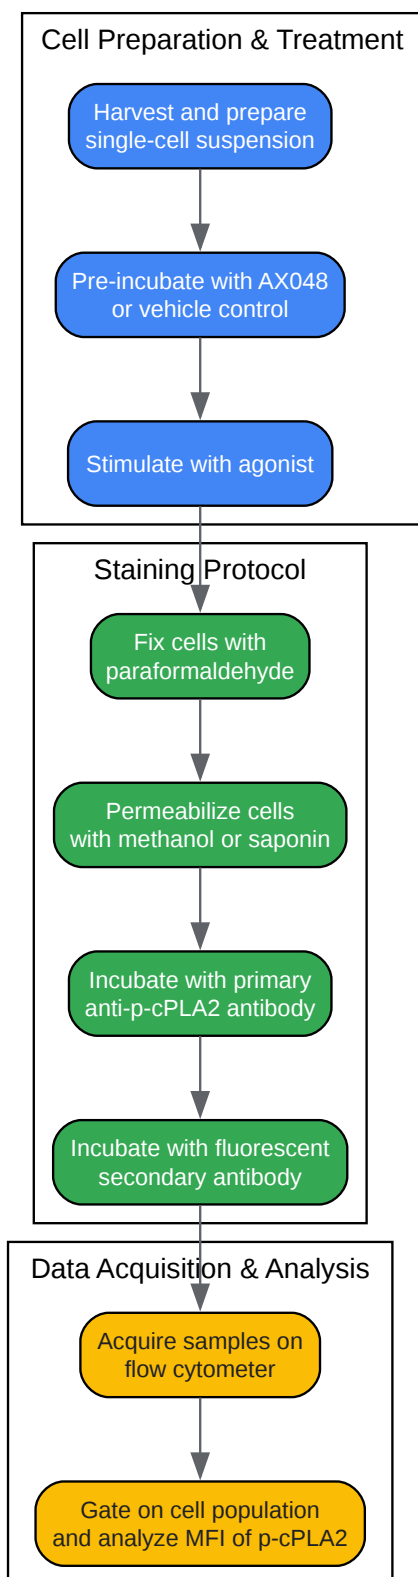 Cell Preparation & Treatment
Harvest and prepare
single-cell suspension
Pre-incubate with AX048
or vehicle control
Stimulate with agonist
Staining Protocol
Fix cells with
paraformaldehyde
Permeabilize cells
with methanol or saponin
Incubate with primary
anti-p-cPLA2 antibody
Incubate with fluorescent
secondary antibody
Data Acquisition & Analysis
Acquire samples on
flow cytometer
Gate on cell population
and analyze MFI of p-cPLA2